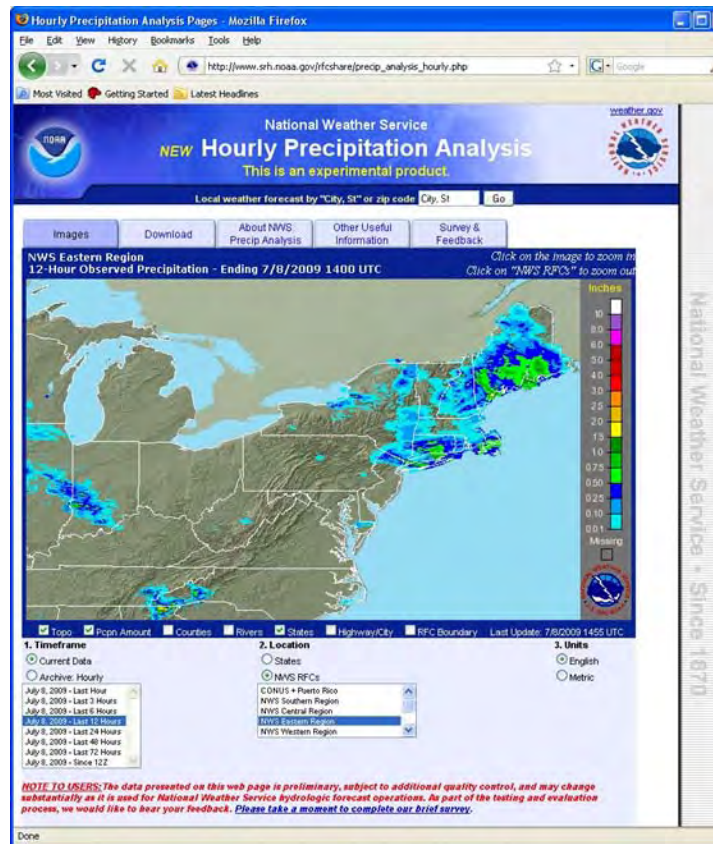 Hourly Precipitation Analysis Pages - Mozilla Firefox
File Edit View History Bookmarks Tools Help
http://www.srh.noaa.gov/rfcshare/precip_analysis_hourly.php
Google
Most Visited Getting Started Latest Headlines
weather.gov
NOAA
National Weather Service
NEW Hourly Precipitation Analysis
This is an experimental product.
Local weather forecast by "City, St" or zip code City, St Go
Images
Download
About NWS
Precip Analysis
Other Useful
Information
Survey &
Feedback
NWS Eastern Region
12-Hour Observed Precipitation - Ending 7/8/2009 1400 UTC
Click on the image to zoom in
Click on "NWS RFCs" to zoom out
Inches
10
8.0
6.0
5.0
4.0
3.0
2.5
2.0
1.5
1.0
0.75
0.50
0.25
0.10
0.01
Missing
National Weather Service • Since 1870
Topo Pcpn Amount Counties Rivers States Highway/City RFC Boundary Last Update: 7/8/2009 1455 UTC
1. Timeframe
Current Data
Archive: Hourly
July 8, 2009 - Last Hour
July 8, 2009 - Last 3 Hours
July 8, 2009 - Last 6 Hours
July 8, 2009 - Last 12 Hours
July 8, 2009 - Last 24 Hours
July 8, 2009 - Last 48 Hours
July 8, 2009 - Last 72 Hours
July 8, 2009 - Since 12Z
2. Location
States
NWS RFCs
CONUS + Puerto Rico
NWS Southern Region
NWS Central Region
NWS Eastern Region
NWS Western Region
3. Units
English
Metric
NOTE TO USERS: The data presented on this web page is preliminary, subject to additional quality control, and may change
substantially as it is used for National Weather Service hydrologic forecast operations. As part of the testing and evaluation
process, we would like to hear your feedback. Please take a moment to complete our brief survey.
Done